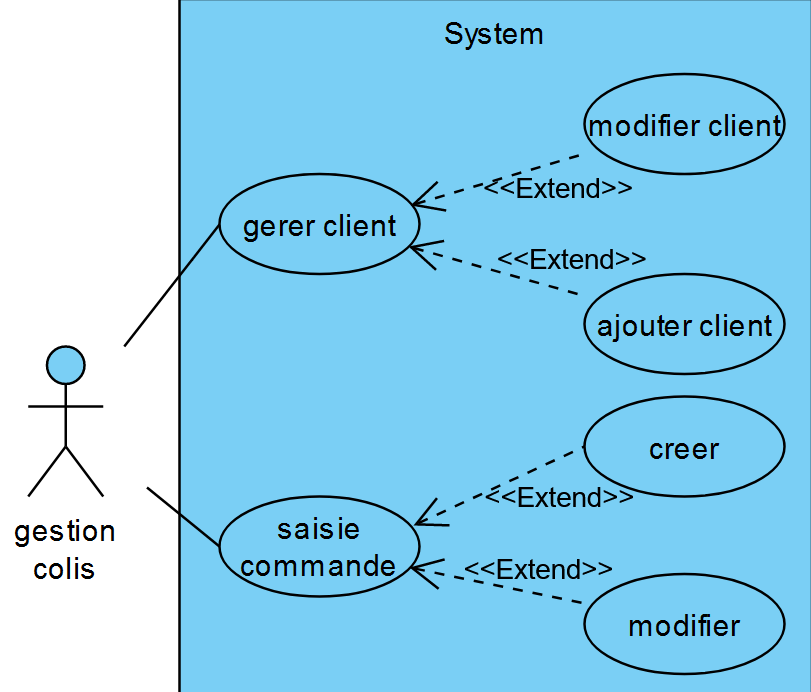 System
modifier client
<<Extend>>
gerer client
<<Extend>>
ajouter client
creer
<<Extend>>
gestion
colis
saisie
commande
<<Extend>>
modifier